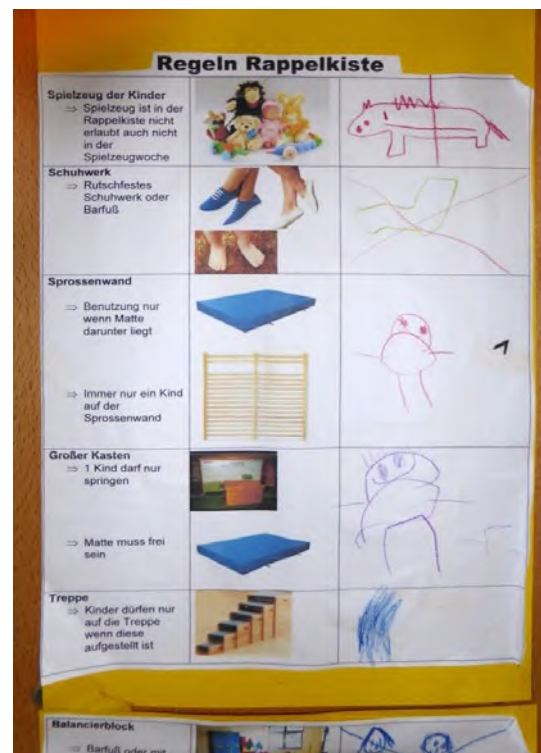 Regeln Rappelkiste
Spielzeug der Kinder
⇒ Spielzeug ist in der
Rappelkiste nicht
erlaubt auch nicht
in der
Spielzeugwoche
Schuhwerk
⇒ Rutschfestes
Schuhwerk oder
Barfuß
Sprossenwand
⇒ Benutzung nur
wenn Matte
darunter liegt
1
⇒ Immer nur ein Kind
auf der
Sprossenwand
Großer Kasten
⇒ 1 Kind darf nur
springen
⇒ Matte muss frei
sein
Treppe
⇒ Kinder dürfen nur
auf die Treppe
wenn diese
aufgestellt ist
Balancierblock
⇒ Barfuß oder mit